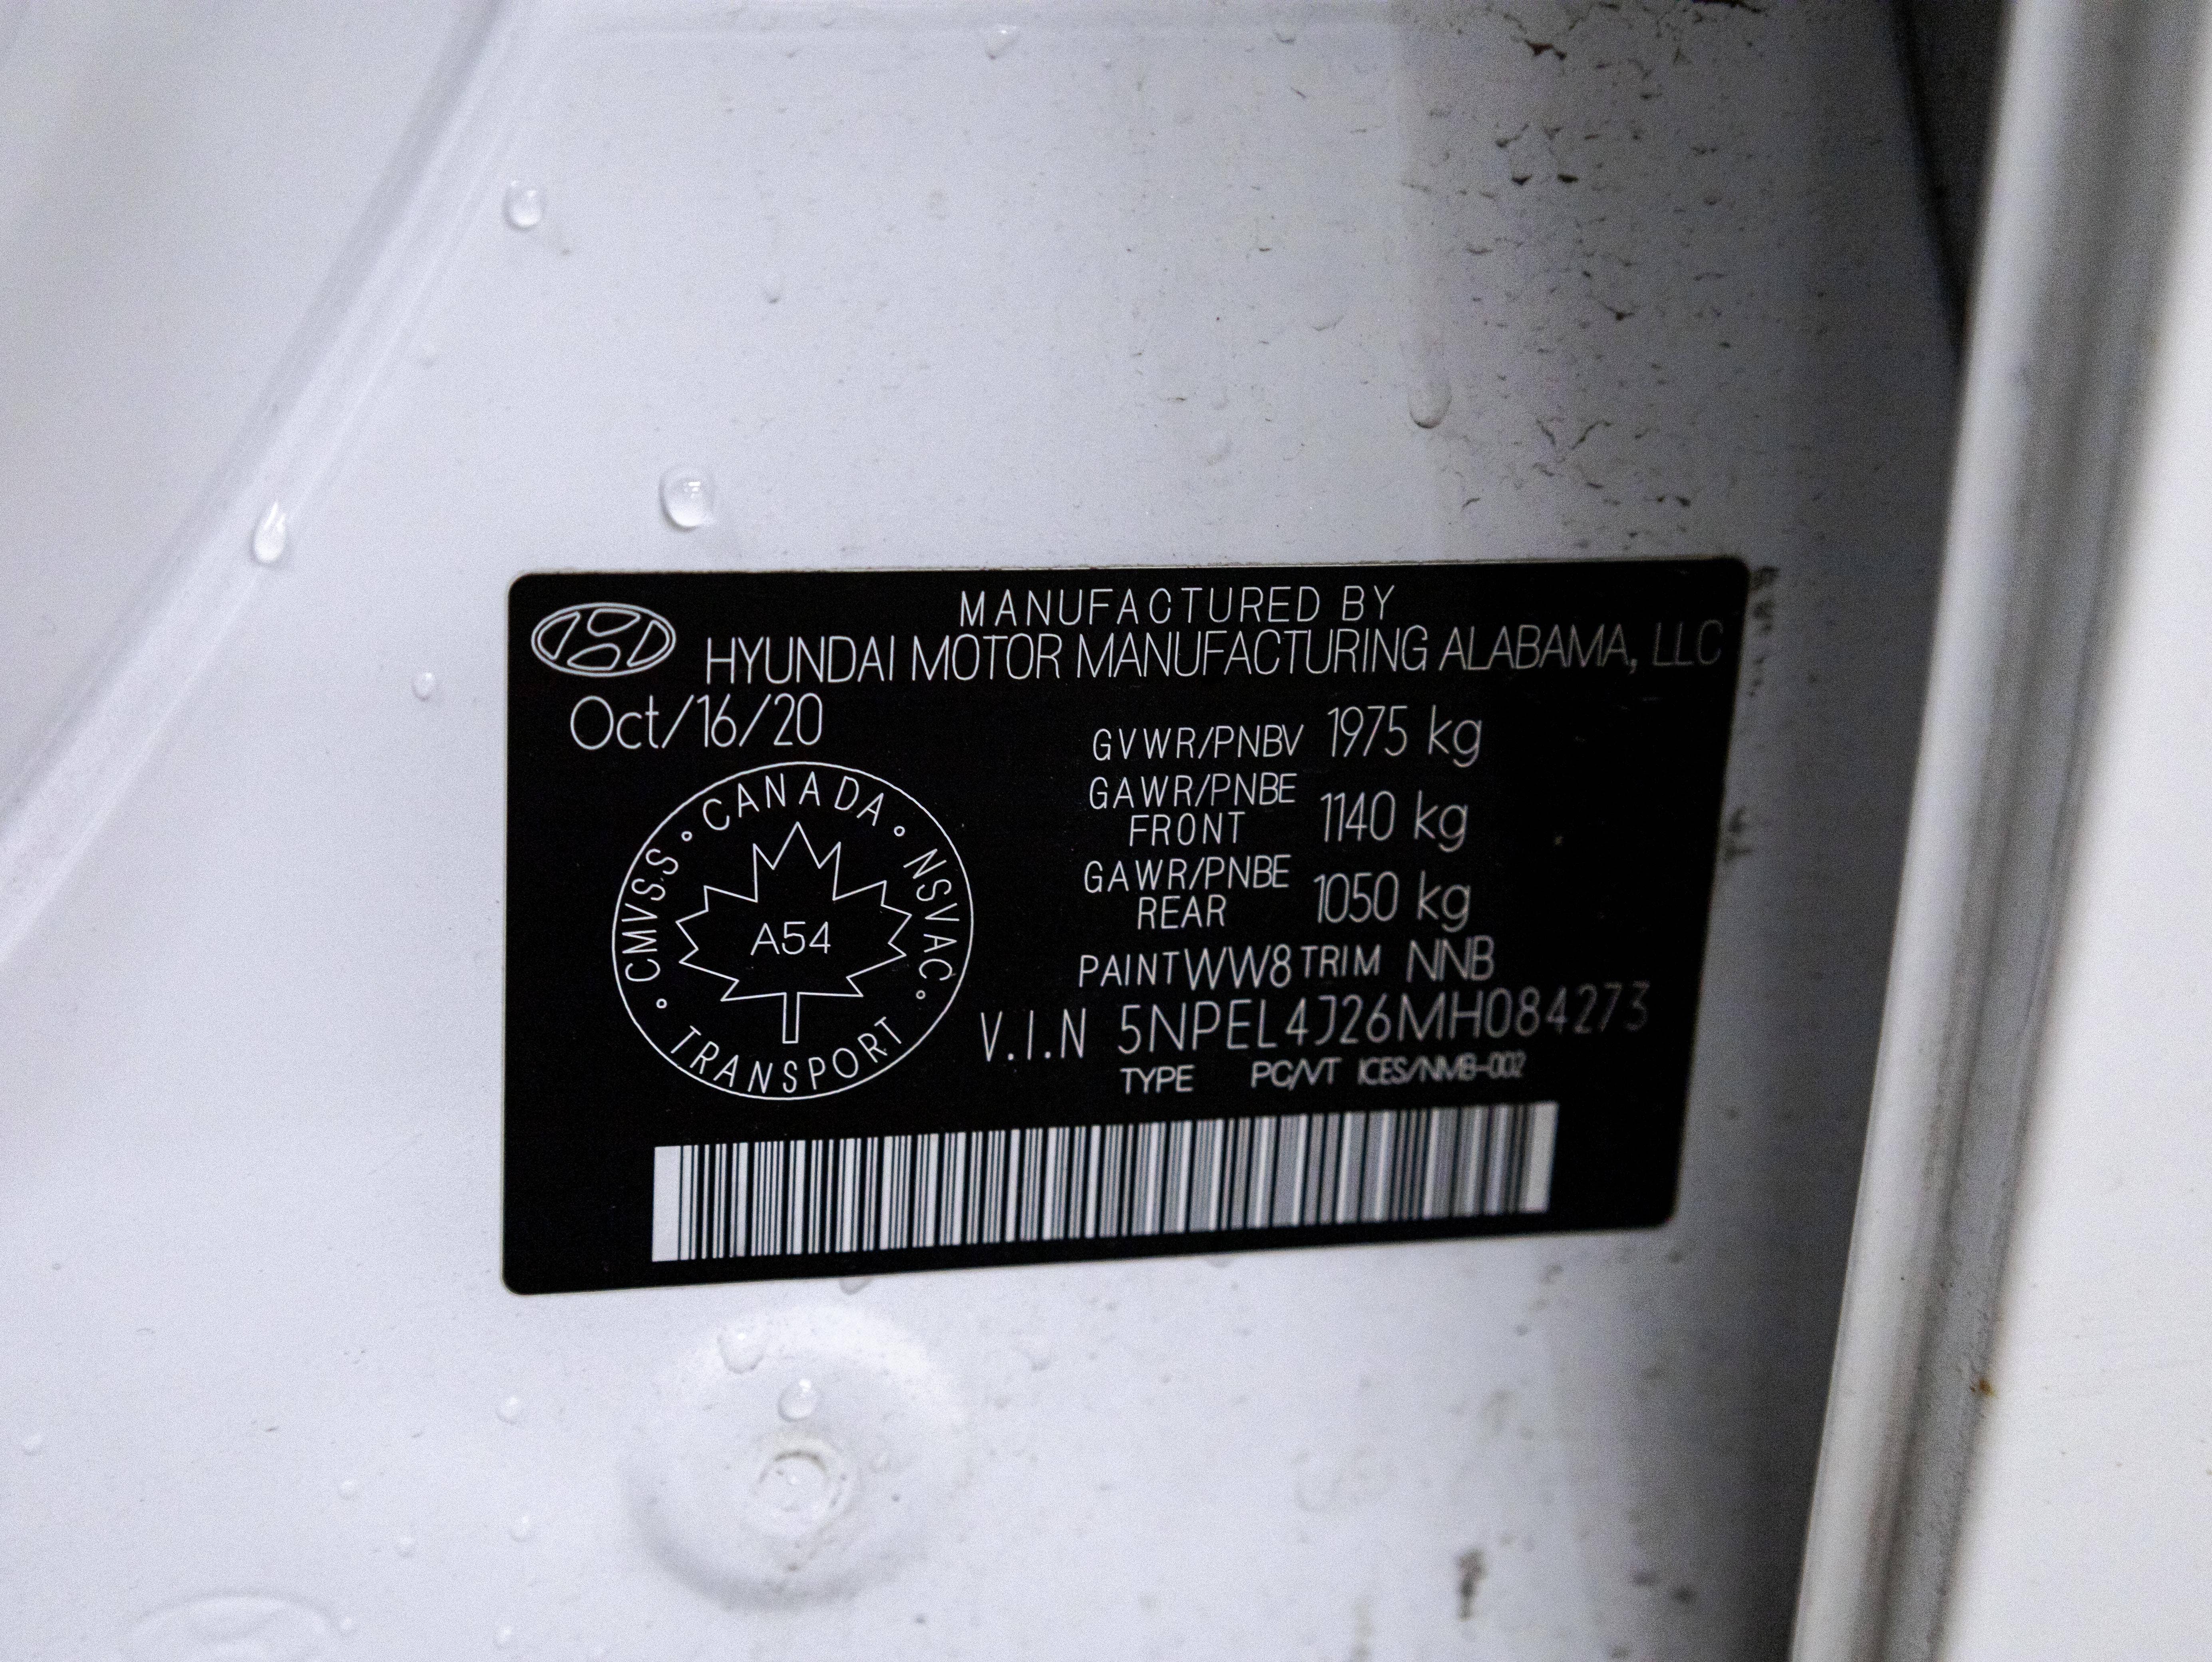 MANUFACTURED BY
HYUNDAI MOTOR MANUFACTURING ALABAMA, LLC
Oct/16/20
GVWR/PNBV 1975 kg
GAWR/PNBE FRONT 1140 kg
GAWR/PNBE REAR 1050 kg
PAINT WW8 TRIM NNB
V.I.N 5NPEL4J26MH084273
TYPE PC/VT ICES/NMB-002
CANADA
CMVSS
NSVAC
A54
TRANSPORT